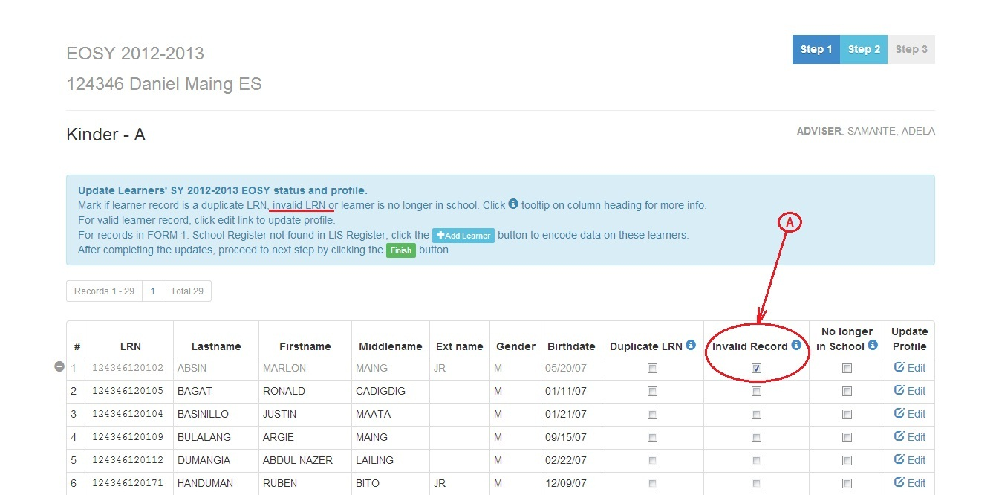 EOSY 2012-2013
Step 1 Step 2 Step 3
124346 Daniel Maing ES
Kinder - A
ADVISER: SAMANTE, ADELA
Update Learners' SY 2012-2013 EOSY status and profile.
Mark if learner record is a duplicate LRN, invalid LRN or learner is no longer in school. Click i tooltip on column heading for more info.
For valid learner record, click edit link to update profile.
For records in FORM 1: School Register not found in LIS Register, click the +Add Learner button to encode data on these learners.
After completing the updates, proceed to next step by clicking the Finish button.
A
Records 1 - 29 1 Total 29
# LRN Lastname Firstname Middlename Ext name Gender Birthdate Duplicate LRN i Invalid Record i No longer in School i Update Profile
1 124346120102 ABSIN MARLON MAING JR M 05/20/07 Edit
2 124346120105 BAGAT RONALD CADIGDIG M 01/11/07 Edit
3 124346120104 BASINILLO JUSTIN MAATA M 01/21/07 Edit
4 124346120109 BULALANG ARGIE MAING M 09/15/07 Edit
5 124346120112 DUMANGIA ABDUL NAZER LAILING M 02/22/07 Edit
6 124346120171 HANDUMAN RUBEN BITO JR M 12/09/07 Edit